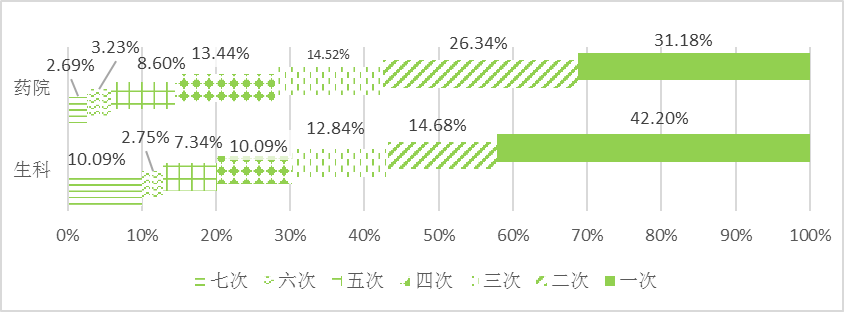 2.69% 3.23% 8.60% 13.44% 14.52% 26.34% 31.18%
药院
10.09% 2.75% 7.34% 10.09% 12.84% 14.68% 42.20%
生科
0% 10% 20% 30% 40% 50% 60% 70% 80% 90% 100%
七次 六次 五次 四次 三次 二次 一次